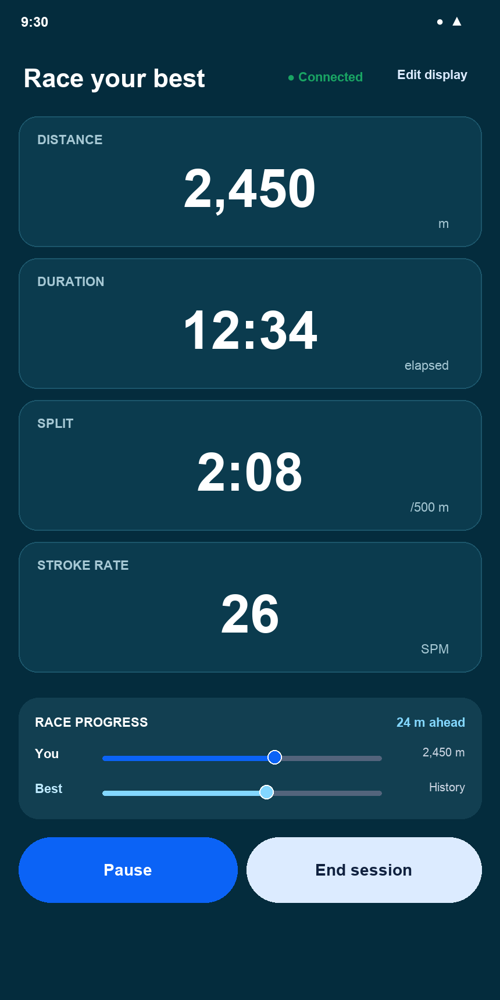 9:30
Race your best
● Connected
Edit display
DISTANCE
2,450
m
DURATION
12:34
elapsed
SPLIT
2:08
/500 m
STROKE RATE
26
SPM
RACE PROGRESS
24 m ahead
You
2,450 m
Best
History
Pause
End session